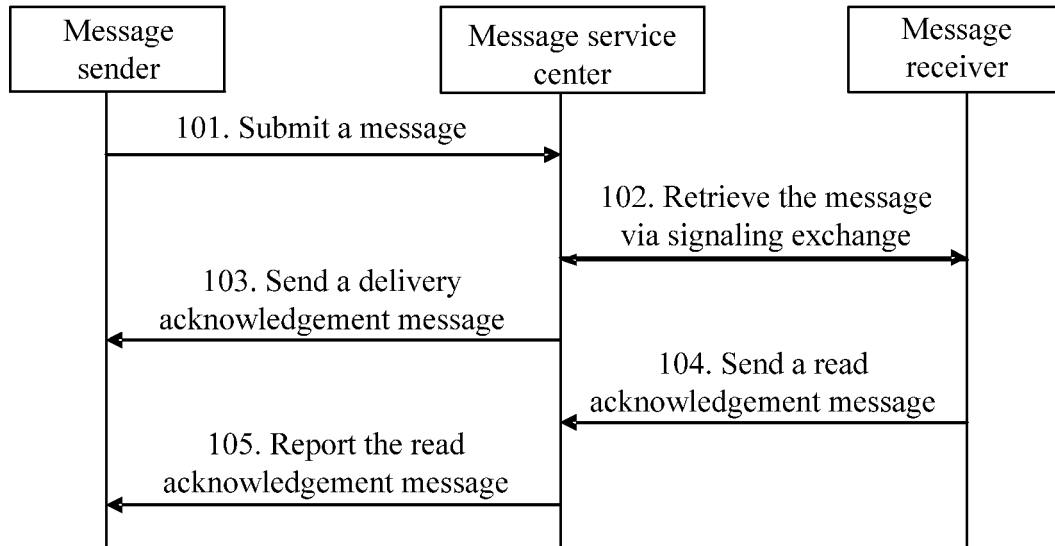 Message
sender
Message service
center
Message
receiver
101. Submit a message
102. Retrieve the message
via signaling exchange
103. Send a delivery
acknowledgement message
104. Send a read
acknowledgement message
105. Report the read
acknowledgement message